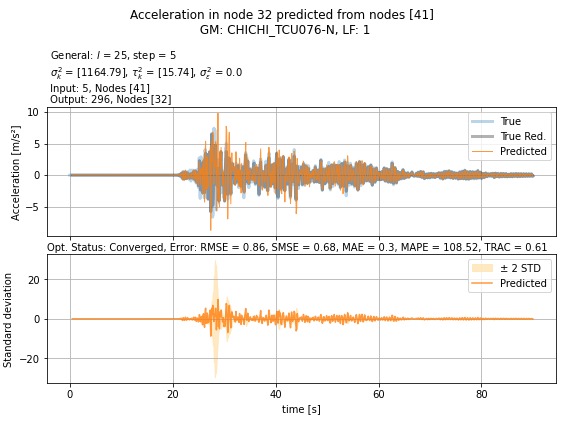 Acceleration in node 32 predicted from nodes [41]
GM: CHICHI_TCU076-N, LF: 1
General: l = 25, step = 5
σ²_k = [1164.79], τ²_k = [15.74], σ²_ε = 0.0
Input: 5, Nodes [41]
Output: 296, Nodes [32]
10
5
0
−5
Acceleration [m/s²]
True
True Red.
Predicted
Opt. Status: Converged, Error: RMSE = 0.86, SMSE = 0.68, MAE = 0.3, MAPE = 108.52, TRAC = 0.61
20
0
−20
Standard deviation
± 2 STD
Predicted
0 20 40 60 80
time [s]